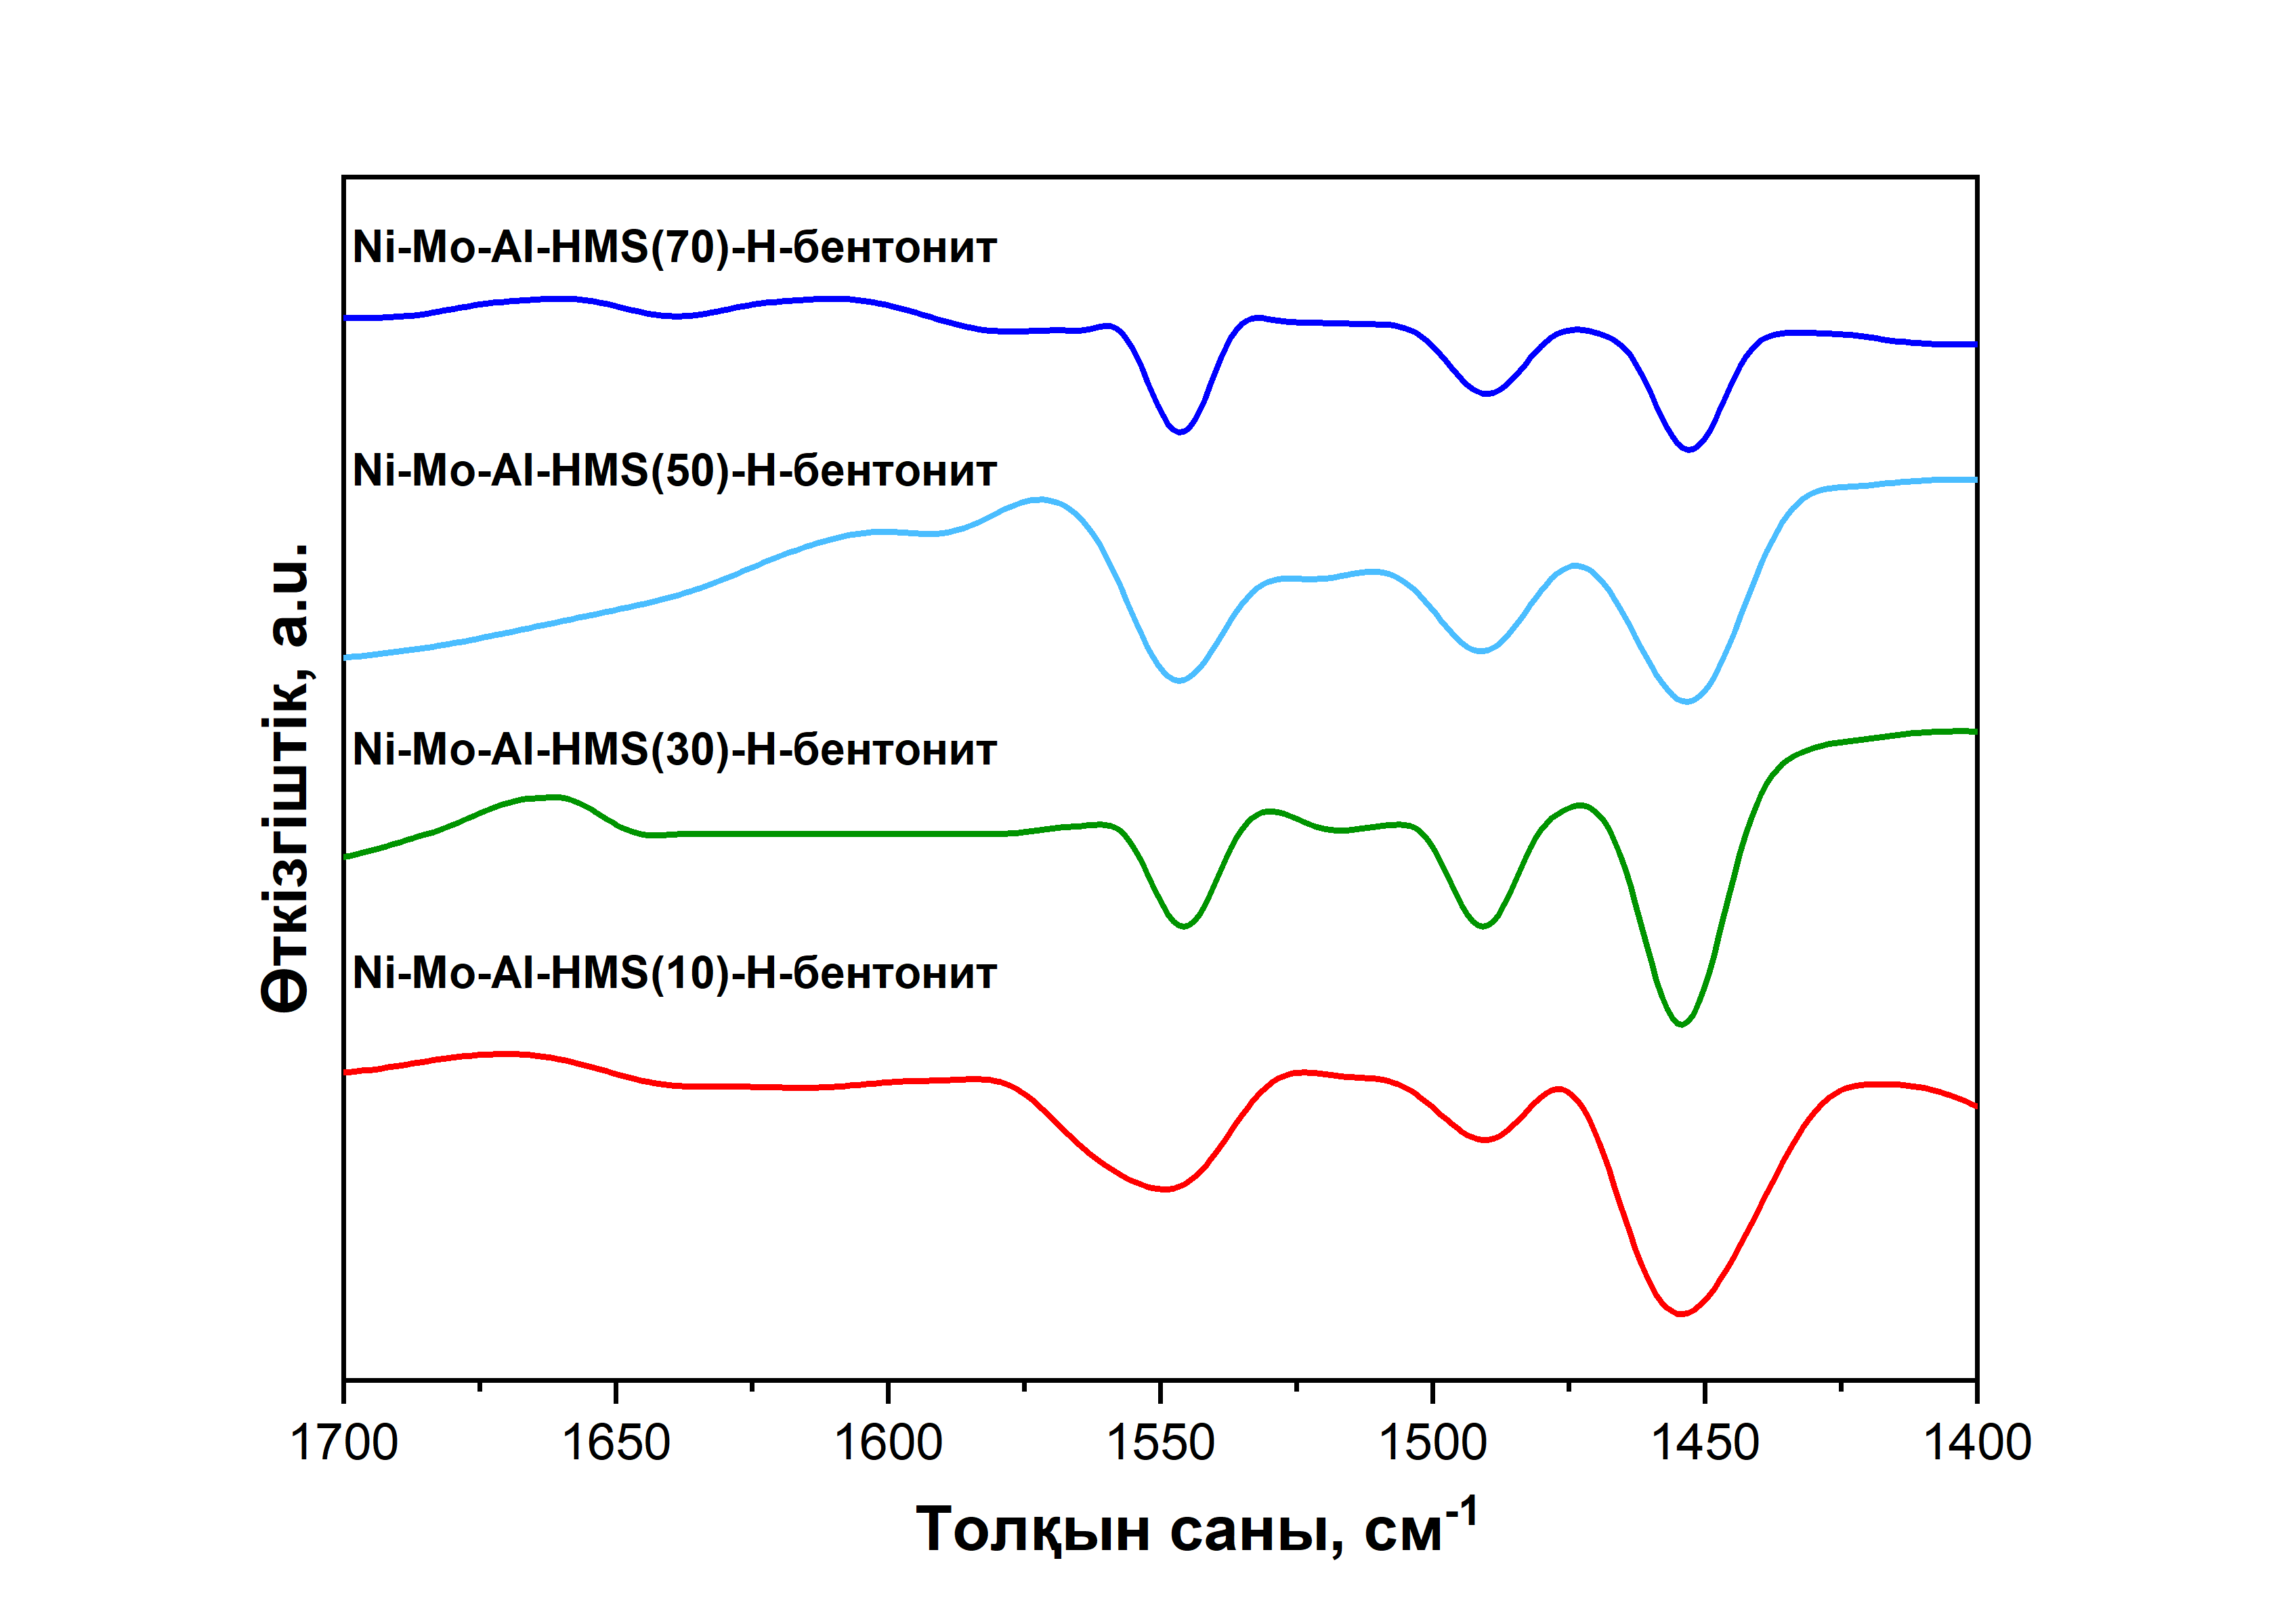 Ni-Mo-Al-HMS(70)-Н-бентонит
Ni-Mo-Al-HMS(50)-Н-бентонит
Ni-Mo-Al-HMS(30)-Н-бентонит
Ni-Mo-Al-HMS(10)-Н-бентонит
Өткізгіштік, a.u.
1700 1650 1600 1550 1500 1450 1400
Толқын саны, см-1